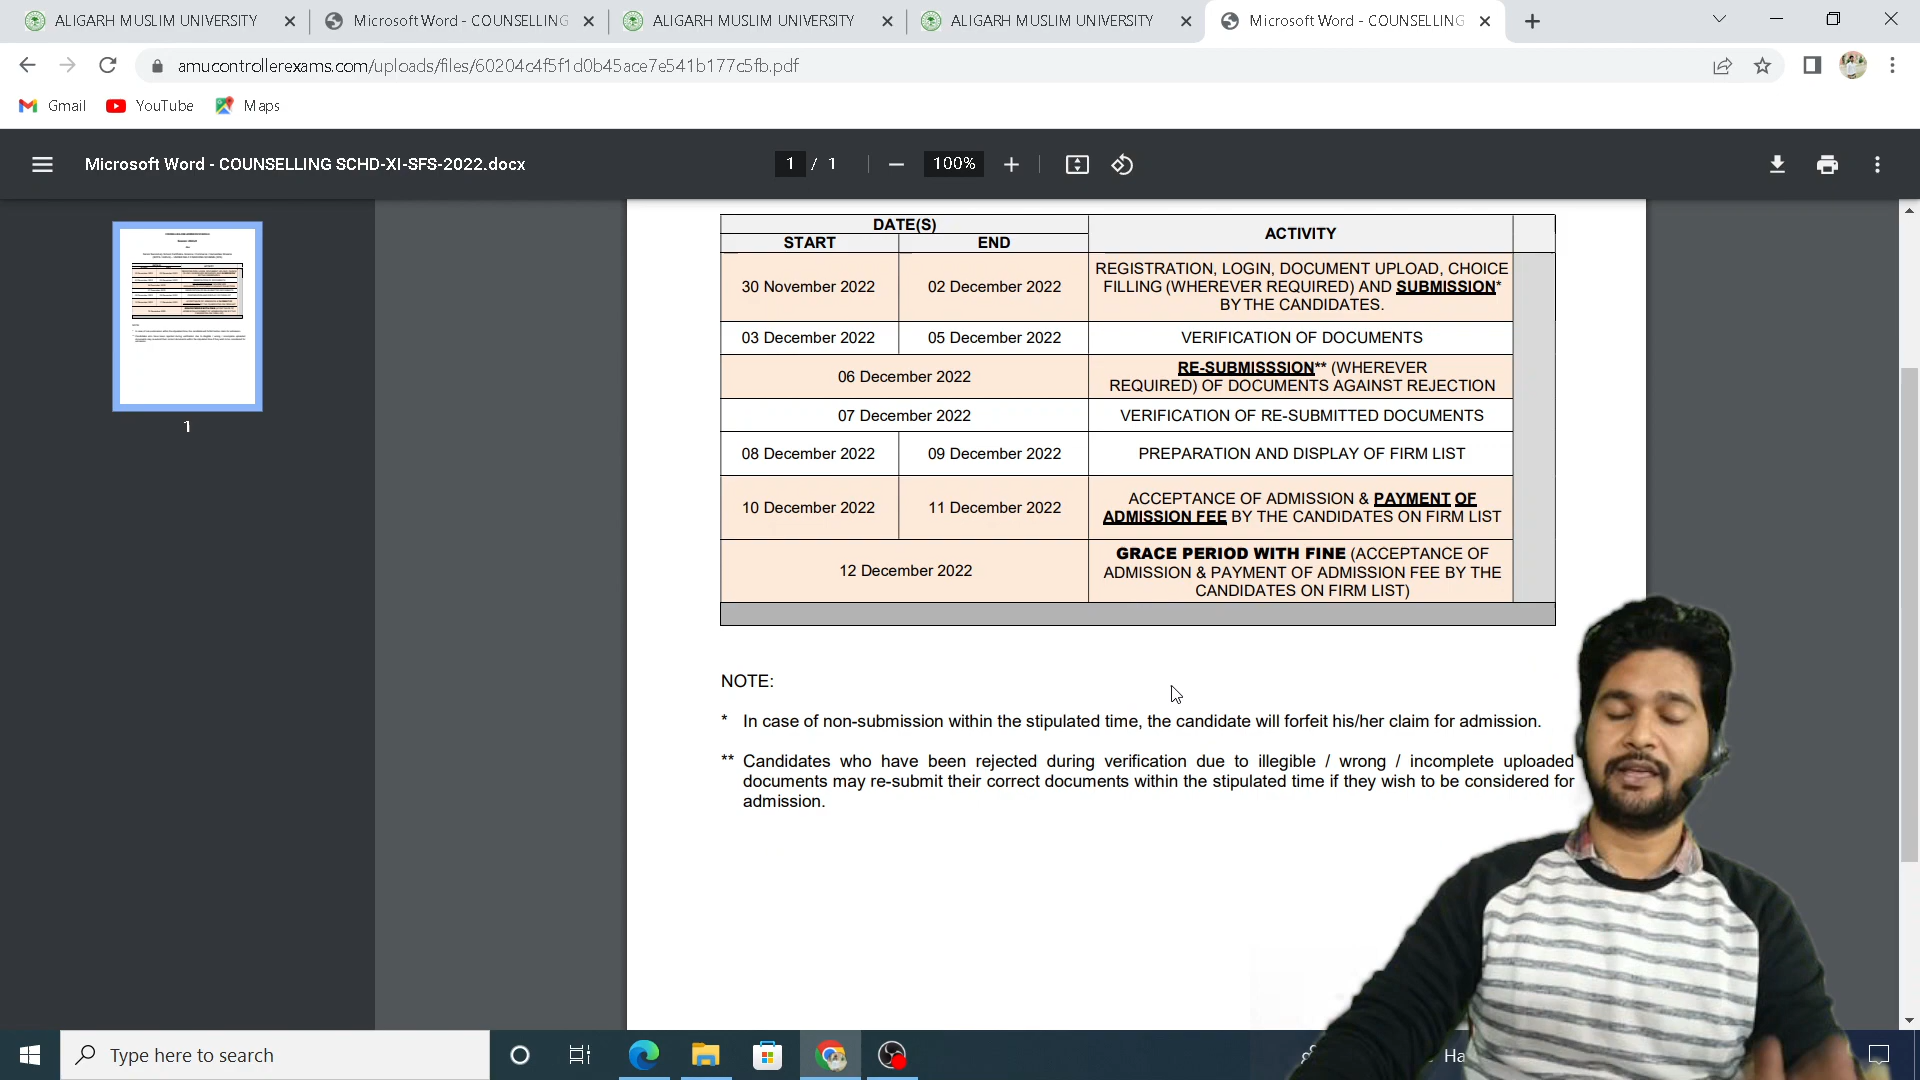 ALIGARH MUSLIM UNIVERSITY
Microsoft Word - COUNSELLING
ALIGARH MUSLIM UNIVERSITY
ALIGARH MUSLIM UNIVERSITY
Microsoft Word - COUNSELLING
amucontrollerexams.com/uploads/files/60204c4f5f1d0b45ace7e541b177c5fb.pdf
Gmail
YouTube
Maps
Microsoft Word - COUNSELLING SCHD-XI-SFS-2022.docx
1 / 1
100%
1
DATE(S)
START
END
ACTIVITY
30 November 2022
02 December 2022
REGISTRATION, LOGIN, DOCUMENT UPLOAD, CHOICE
FILLING (WHEREVER REQUIRED) AND SUBMISSION*
BY THE CANDIDATES.
03 December 2022
05 December 2022
VERIFICATION OF DOCUMENTS
06 December 2022
RE-SUBMISSSION** (WHEREVER
REQUIRED) OF DOCUMENTS AGAINST REJECTION
07 December 2022
VERIFICATION OF RE-SUBMITTED DOCUMENTS
08 December 2022
09 December 2022
PREPARATION AND DISPLAY OF FIRM LIST
10 December 2022
11 December 2022
ACCEPTANCE OF ADMISSION & PAYMENT OF
ADMISSION FEE BY THE CANDIDATES ON FIRM LIST
12 December 2022
GRACE PERIOD WITH FINE (ACCEPTANCE OF
ADMISSION & PAYMENT OF ADMISSION FEE BY THE
CANDIDATES ON FIRM LIST)
NOTE:
* In case of non-submission within the stipulated time, the candidate will forfeit his/her claim for admission.
** Candidates who have been rejected during verification due to illegible / wrong / incomplete uploaded
documents may re-submit their correct documents within the stipulated time if they wish to be considered for
admission.
Type here to search
Ha